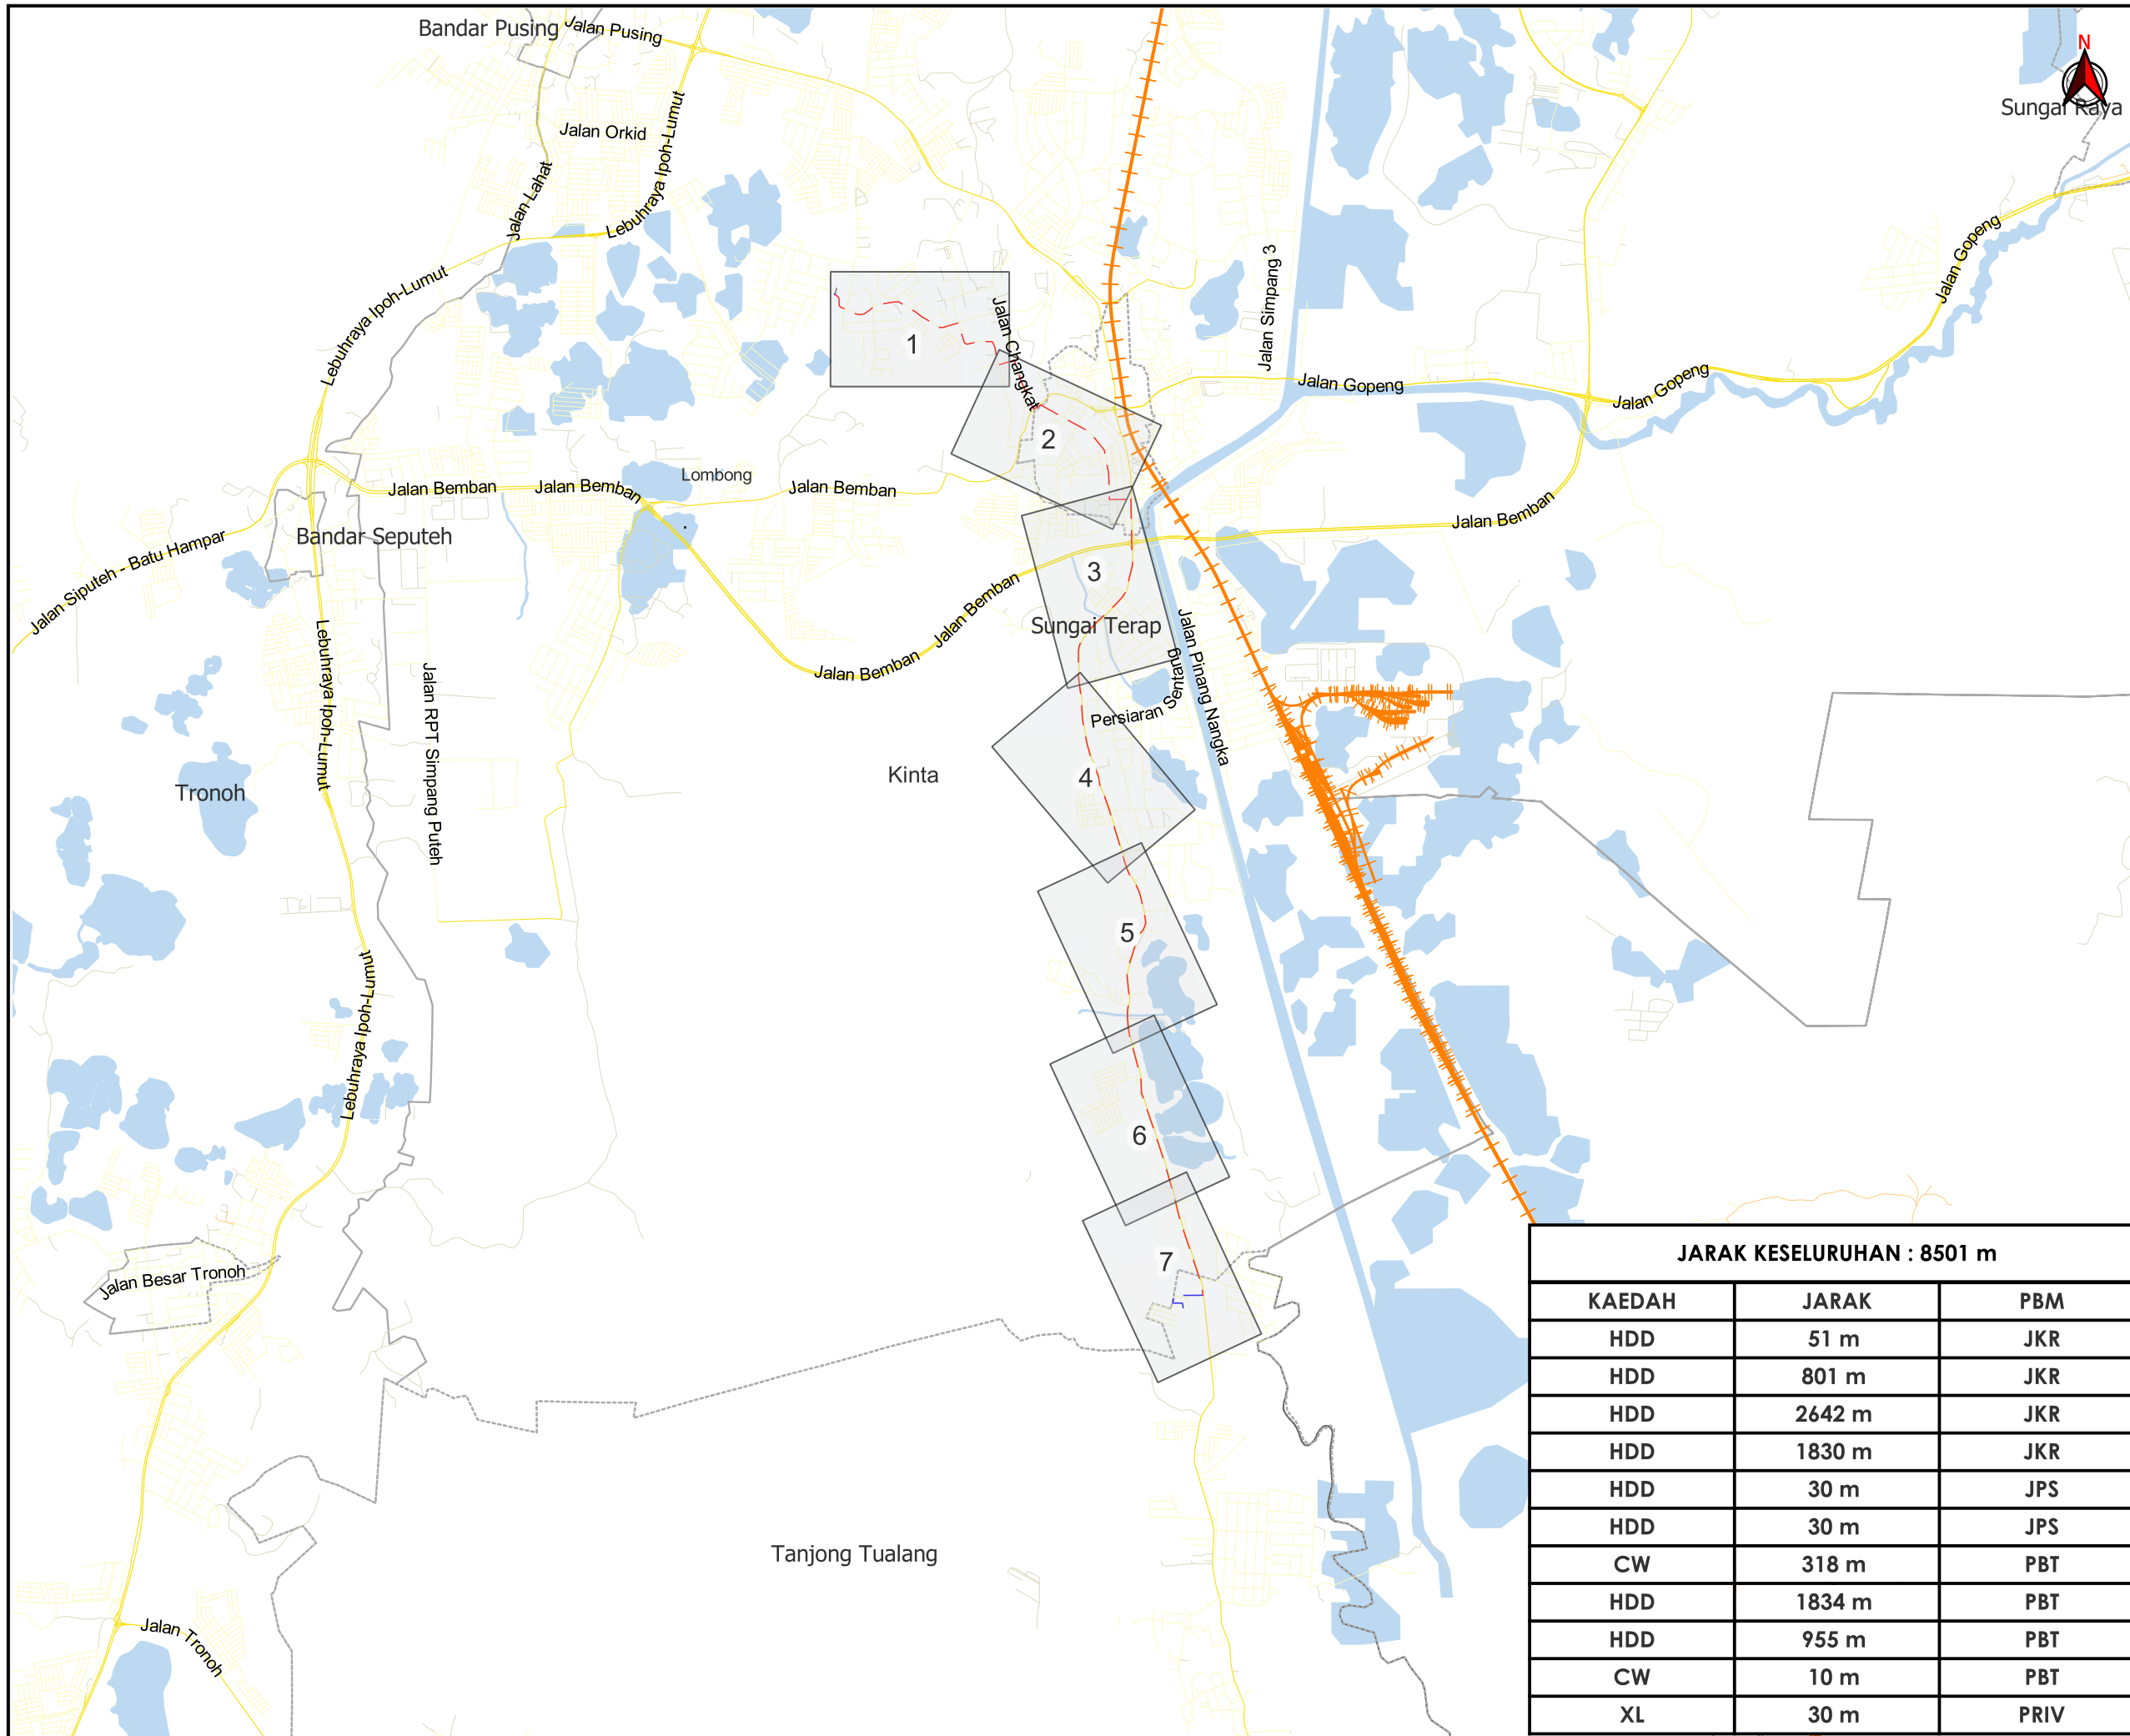 Bandar Pusing
Jalan Pusing
N
Sungai Raya
Jalan Orkid
Lebuhraya Ipoh-Lumut
Jalan Lahat
Jalan Gopeng
Lebuhraya Ipoh-Lumut
Jalan Simpang 3
Jalan Changkat
1
Jalan Gopeng
Jalan Gopeng
2
Lombong
Jalan Bemban
Jalan Bemban
Jalan Bemban
Jalan Bemban
Bandar Seputeh
Jalan Siputeh - Batu Hampar
3
Jalan Bemban
Sungai Terap
Jalan Bemban
Lebuhraya Ipoh-Lumut
Jalan RPT Simpang Puteh
Persiaran Sentang
Jalan Pinang Nangka
Kinta
4
Tronoh
5
Lebuhraya Ipoh-Lumut
6
7
Jalan Besar Tronoh
Tanjong Tualang
Jalan Tronoh
JARAK KESELURUHAN : 8501 m
KAEDAH JARAK PBM
HDD 51 m JKR
HDD 801 m JKR
HDD 2642 m JKR
HDD 1830 m JKR
HDD 30 m JPS
HDD 30 m JPS
CW 318 m PBT
HDD 1834 m PBT
HDD 955 m PBT
CW 10 m PBT
XL 30 m PRIV